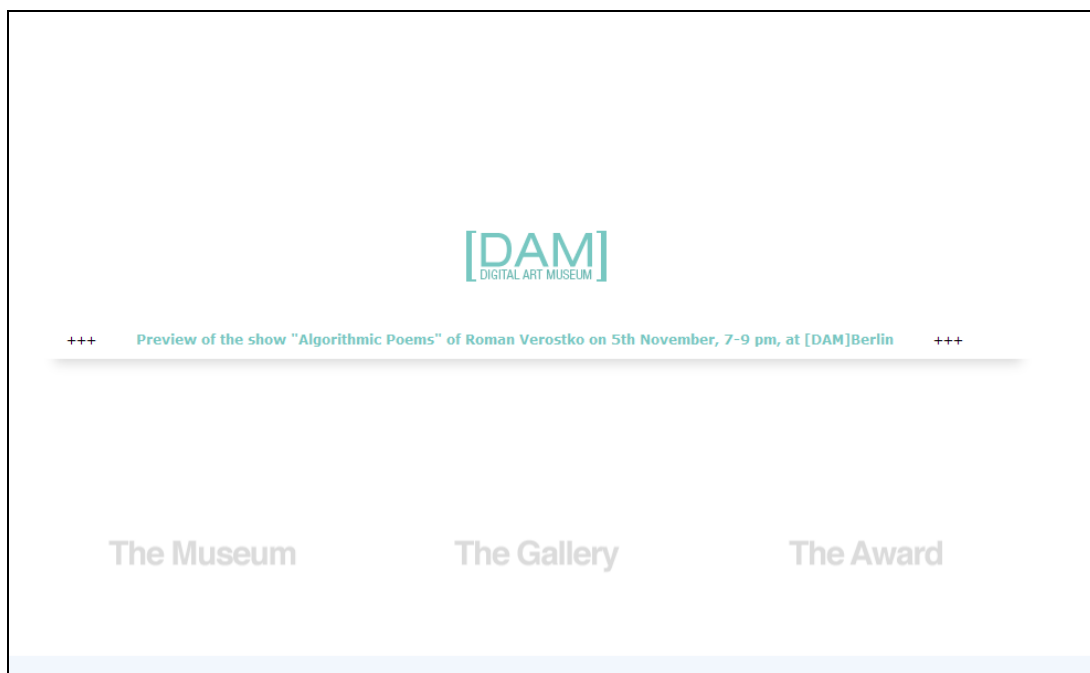 [DAM]
DIGITAL ART MUSEUM
+++ Preview of the show "Algorithmic Poems" of Roman Verostko on 5th November, 7-9 pm, at [DAM]Berlin +++
The Museum The Gallery The Award